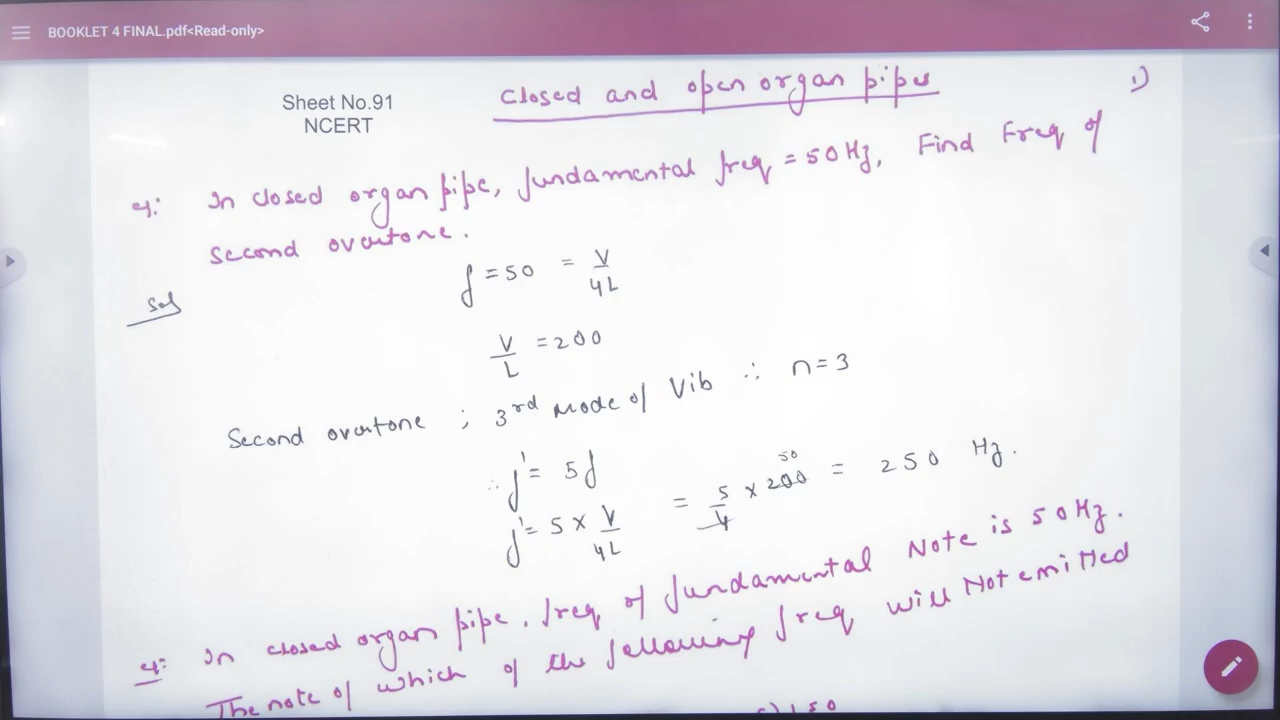 BOOKLET 4 FINAL.pdf<Read-only>
Sheet No.91
NCERT
Closed and open organ pipes
1)
q: In closed organ pipe, fundamental freq = 50 Hz, Find Freq of
second overtone.
Sol
f = 50 = V/4L
V/L = 200
Second overtone ; 3rd Mode of Vib ∴ n = 3
∴ f' = 5f
f' = 5 × V/4L = 5/4 × 200 50 = 250 Hz.
q: In closed organ pipe, freq of fundamental Note is 50 Hz.
The note of which of the following freq will Not emitted
c) 150